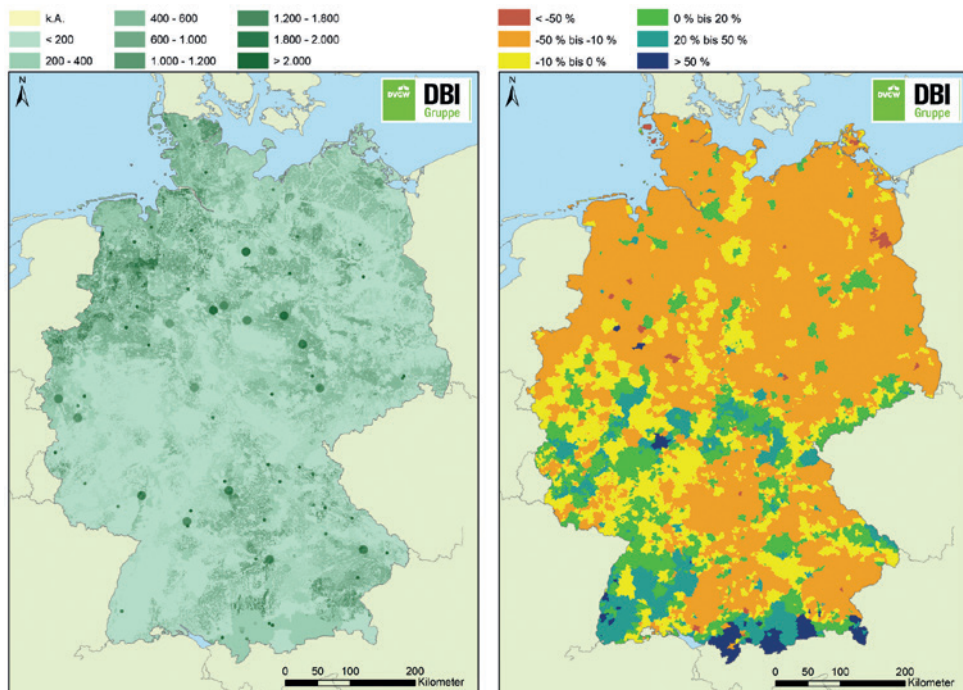 k.A.
400 - 600
1.200 - 1.800
< 200
600 - 1.000
1.800 - 2.000
200 - 400
1.000 - 1.200
> 2.000
N
DVGW
DBI
Gruppe
0 50 100 200
Kilometer
< -50 %
0 % bis 20 %
-50 % bis -10 %
20 % bis 50 %
-10 % bis 0 %
> 50 %
N
DVGW
DBI
Gruppe
0 50 100 200
Kilometer